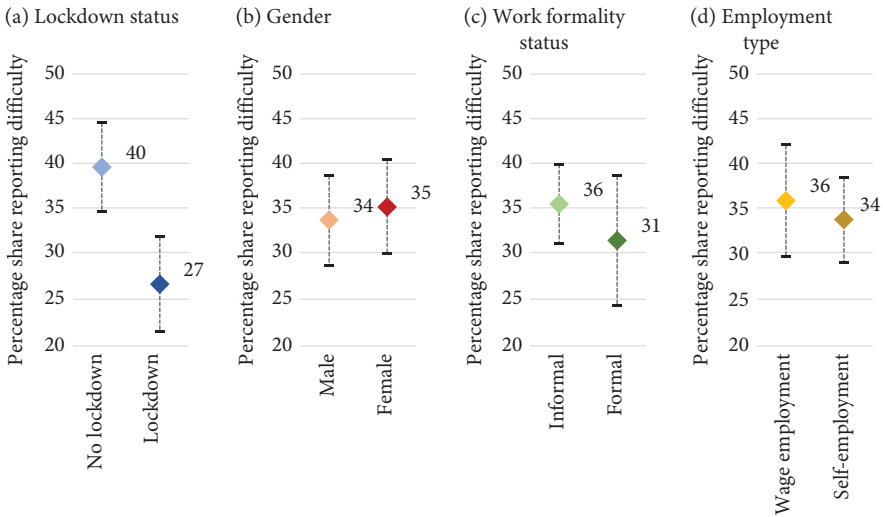 (a) Lockdown status
Percentage share reporting difficulty
50
45
40
35
30
25
20
40
27
No lockdown
Lockdown
(b) Gender
Percentage share reporting difficulty
50
45
40
35
30
25
20
34
35
Male
Female
(c) Work formality
status
Percentage share reporting difficulty
50
45
40
35
30
25
20
36
31
Informal
Formal
(d) Employment
type
Percentage share reporting difficulty
50
45
40
35
30
25
20
36
34
Wage employment
Self-employment